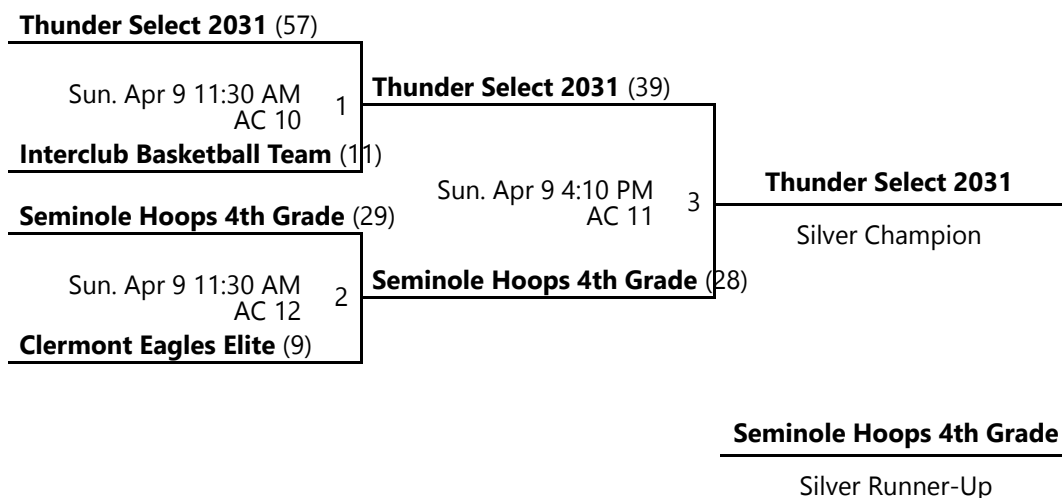 Thunder Select 2031 (57)
Sun. Apr 9 11:30 AM
AC 10
1
Interclub Basketball Team (11)
Seminole Hoops 4th Grade (29)
Sun. Apr 9 11:30 AM
AC 12
2
Clermont Eagles Elite (9)
Thunder Select 2031 (39)
Sun. Apr 9 4:10 PM
AC 11
3
Seminole Hoops 4th Grade (28)
Thunder Select 2031
Silver Champion
Seminole Hoops 4th Grade
Silver Runner-Up